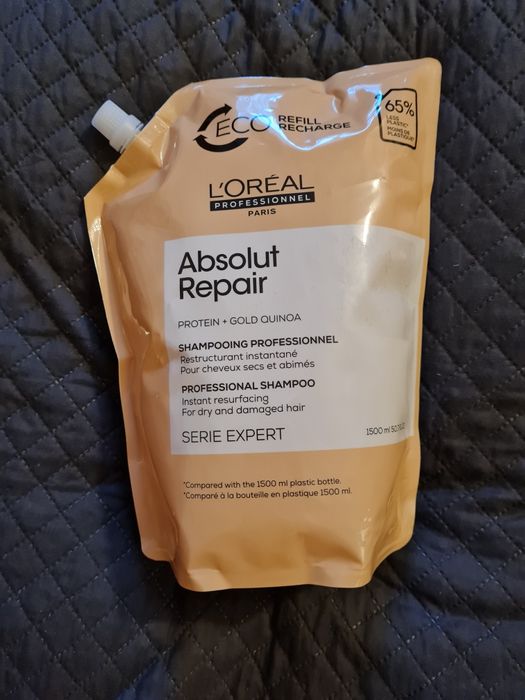 ECO REFILL
RECHARGE
65%
LESS
PLASTIC*
MOINS DE
PLASTIQUE*
L'ORÉAL
PROFESSIONNEL
PARIS
Absolut
Repair
PROTEIN + GOLD QUINOA
SHAMPOOING PROFESSIONNEL
Restructurant instantané
Pour cheveux secs et abimés
PROFESSIONAL SHAMPOO
Instant resurfacing
For dry and damaged hair
SERIE EXPERT
1500 ml
*Compared with the 1500 ml plastic bottle.
*Comparé à la bouteille en plastique 1500 ml.